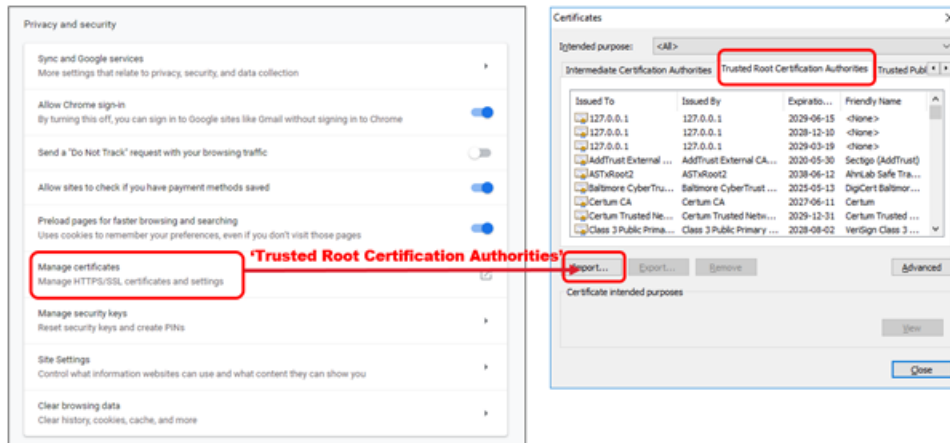 Privacy and security
Sync and Google services
More settings that relate to privacy, security, and data collection
Allow Chrome sign-in
By turning this off, you can sign in to Google sites like Gmail without signing in to Chrome
Send a "Do Not Track" request with your browsing traffic
Allow sites to check if you have payment methods saved
Preload pages for faster browsing and searching
Uses cookies to remember your preferences, even if you don't visit those pages
Manage certificates
Manage HTTPS/SSL certificates and settings
Manage security keys
Reset security keys and create PINs
Site Settings
Control what information websites can use and what content they can show you
Clear browsing data
Clear history, cookies, cache, and more
'Trusted Root Certification Authorities'
Certificates
Intended purpose: <All>
Intermediate Certification Authorities Trusted Root Certification Authorities Trusted Publ
Issued To Issued By Expiratio... Friendly Name
127.0.0.1 127.0.0.1 2029-06-15 <None>
127.0.0.1 127.0.0.1 2028-12-10 <None>
127.0.0.1 127.0.0.1 2029-03-19 <None>
AddTrust External ... AddTrust External CA... 2020-05-30 Sectigo (AddTrust)
ASTxRoot2 ASTxRoot2 2038-06-12 AhnLab Safe Tra...
Baltimore CyberTru... Baltimore CyberTrust ... 2025-05-13 DigiCert Baltimor...
Certum CA Certum CA 2027-06-11 Certum
Certum Trusted Ne... Certum Trusted Netw... 2029-12-31 Certum Trusted ...
Class 3 Public Prima... Class 3 Public Primary ... 2028-08-02 VeriSign Class 3 ...
Import... Export... Remove Advanced
Certificate intended purposes
View
Close